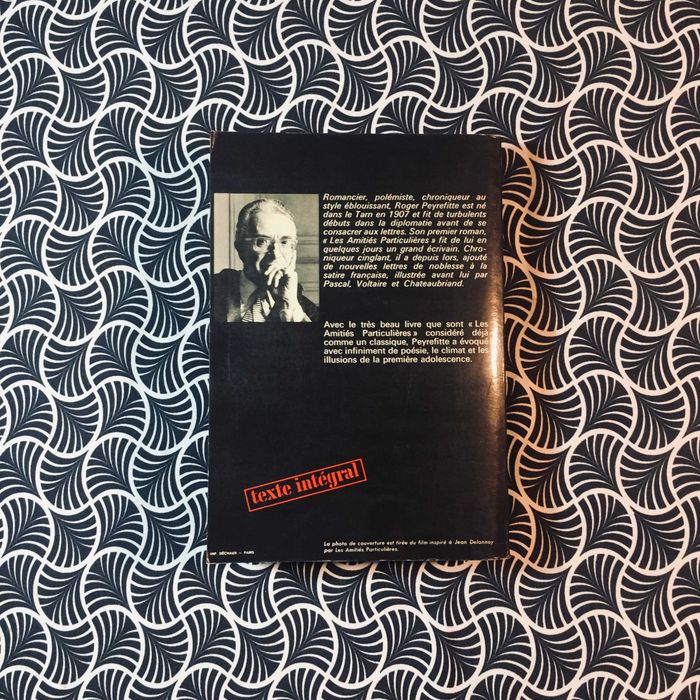 Romancier, polémiste, chroniqueur au
style éblouissant, Roger Peyrefitte est né
dans le Tarn en 1907 et fit de turbulents
débuts dans la diplomatie avant de se
consacrer aux lettres. Son premier roman,
« Les Amitiés Particulières » fit de lui en
quelques jours un grand écrivain. Chro-
niqueur cinglant, il a depuis lors, ajouté
de nouvelles lettres de noblesse à la
satire française, illustrée avant lui par
Pascal, Voltaire et Chateaubriand.
Avec le très beau livre que sont « Les
Amitiés Particulières » considéré déjà
comme un classique, Peyrefitte a évoqué
avec infiniment de poésie, le climat et les
illusions de la première adolescence.
texte intégral
La photo de couverture est tirée du film inspiré à Jean Delannoy
par Les Amitiés Particulières.
IMP. DÉCHAUX - PARIS